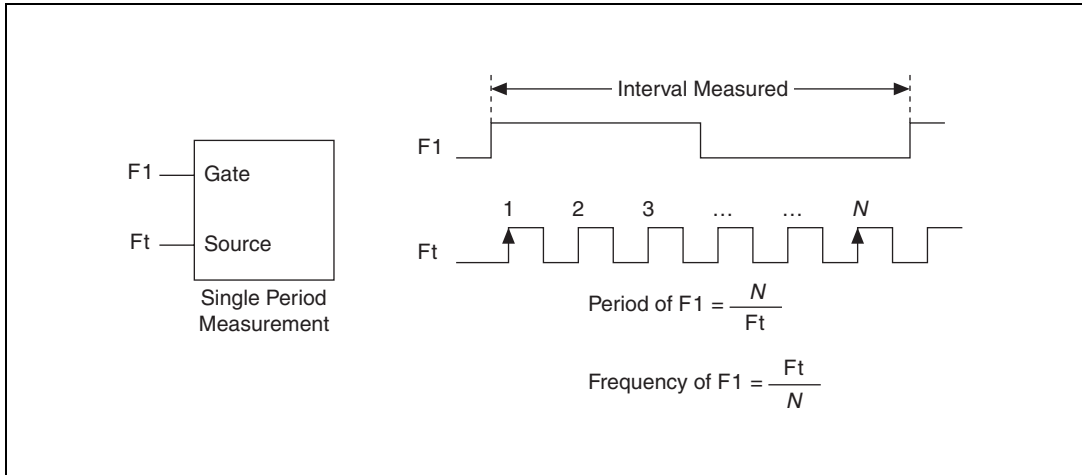 Interval Measured
F1
F1
Gate
1 2 3 … … N
Ft
Ft
Source
Single Period
Measurement
Period of F1 = N
Ft
Frequency of F1 = Ft
N